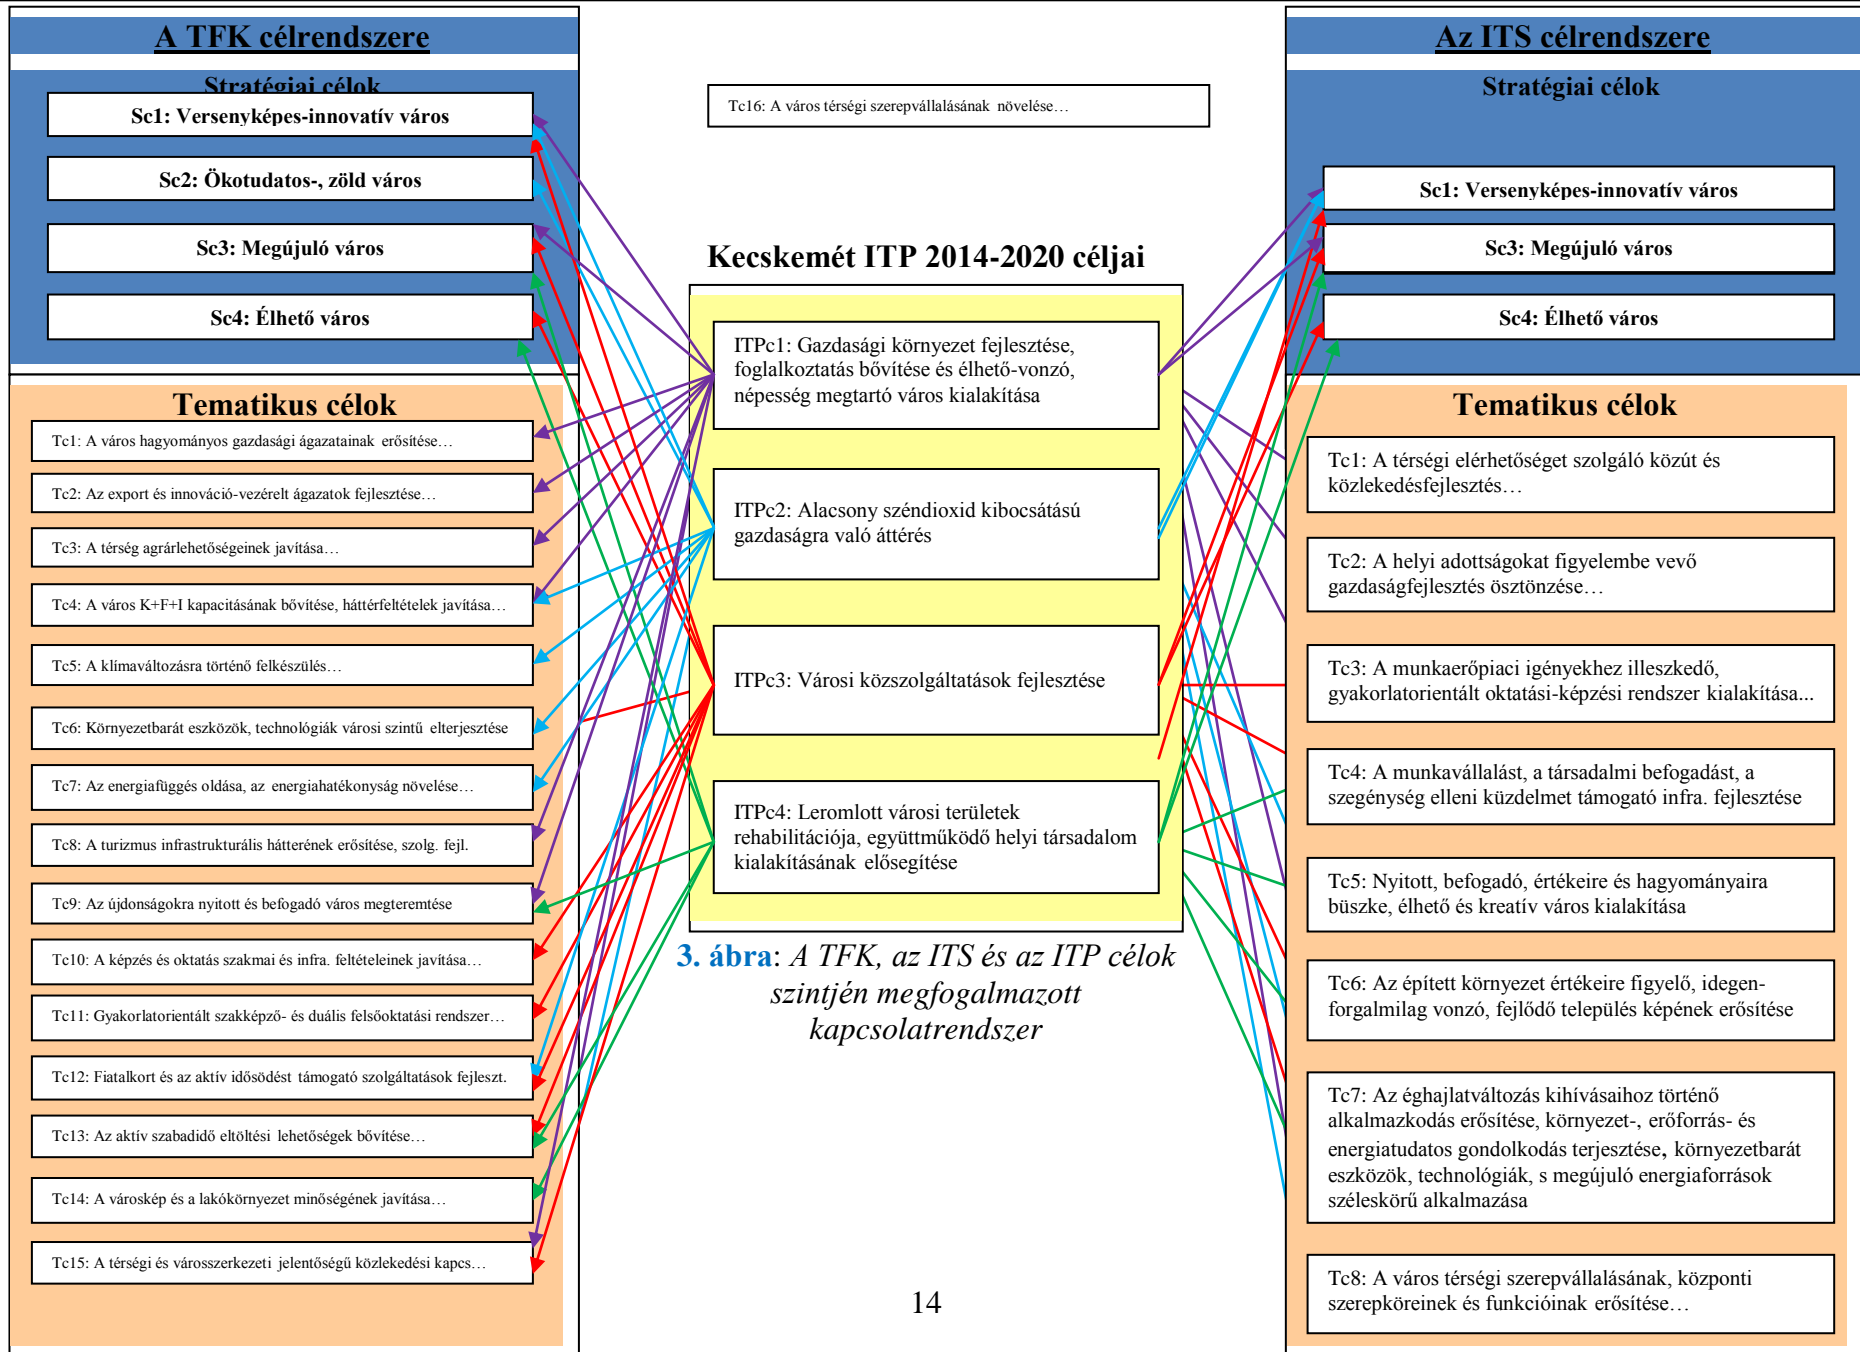 A TFK célrendszere
Stratégiai célok
Sc1: Versenyképes-innovatív város
Sc2: Ökotudatos-, zöld város
Sc3: Megújuló város
Sc4: Élhető város
Tematikus célok
Tc1: A város hagyományos gazdasági ágazatainak erősítése…
Tc2: Az export és innováció-vezérelt ágazatok fejlesztése…
Tc3: A térség agrárlehetőségeinek javítása…
Tc4: A város K+F+I kapacitásának bővítése, háttérfeltételek javítása…
Tc5: A klímaváltozásra történő felkészülés…
Tc6: Környezetbarát eszközök, technológiák városi szintű elterjesztése
Tc7: Az energiafüggés oldása, az energiahatékonyság növelése…
Tc8: A turizmus infrastrukturális hátterének erősítése, szolg. fejl.
Tc9: Az újdonságokra nyitott és befogadó város megteremtése
Tc10: A képzés és oktatás szakmai és infra. feltételeinek javítása…
Tc11: Gyakorlatorientált szakképző- és duális felsőoktatási rendszer…
Tc12: Fiatalkort és az aktív idősödést támogató szolgáltatások fejleszt.
Tc13: Az aktív szabadidő eltöltési lehetőségek bővítése…
Tc14: A városkép és a lakókörnyezet minőségének javítása…
Tc15: A térségi és városszerkezeti jelentőségű közlekedési kapcs…
Tc16: A város térségi szerepvállalásának növelése…
Kecskemét ITP 2014-2020 céljai
ITPc1: Gazdasági környezet fejlesztése,
foglalkoztatás bővítése és élhető-vonzó,
népesség megtartó város kialakítása
ITPc2: Alacsony széndioxid kibocsátású
gazdaságra való áttérés
ITPc3: Városi közszolgáltatások fejlesztése
ITPc4: Leromlott városi területek
rehabilitációja, együttműködő helyi társadalom
kialakításának elősegítése
3. ábra: A TFK, az ITS és az ITP célok
szintjén megfogalmazott
kapcsolatrendszer
14
Az ITS célrendszere
Stratégiai célok
Sc1: Versenyképes-innovatív város
Sc3: Megújuló város
Sc4: Élhető város
Tematikus célok
Tc1: A térségi elérhetőséget szolgáló közút és
közlekedésfejlesztés…
Tc2: A helyi adottságokat figyelembe vevő
gazdaságfejlesztés ösztönzése…
Tc3: A munkaerőpiaci igényekhez illeszkedő,
gyakorlatorientált oktatási-képzési rendszer kialakítása...
Tc4: A munkavállalást, a társadalmi befogadást, a
szegénység elleni küzdelmet támogató infra. fejlesztése
Tc5: Nyitott, befogadó, értékeire és hagyományaira
büszke, élhető és kreatív város kialakítása
Tc6: Az épített környezet értékeire figyelő, idegen-
forgalmilag vonzó, fejlődő település képének erősítése
Tc7: Az éghajlatváltozás kihívásaihoz történő
alkalmazkodás erősítése, környezet-, erőforrás- és
energiatudatos gondolkodás terjesztése, környezetbarát
eszközök, technológiák, s megújuló energiaforrások
széleskörű alkalmazása
Tc8: A város térségi szerepvállalásának, központi
szerepköreinek és funkcióinak erősítése…